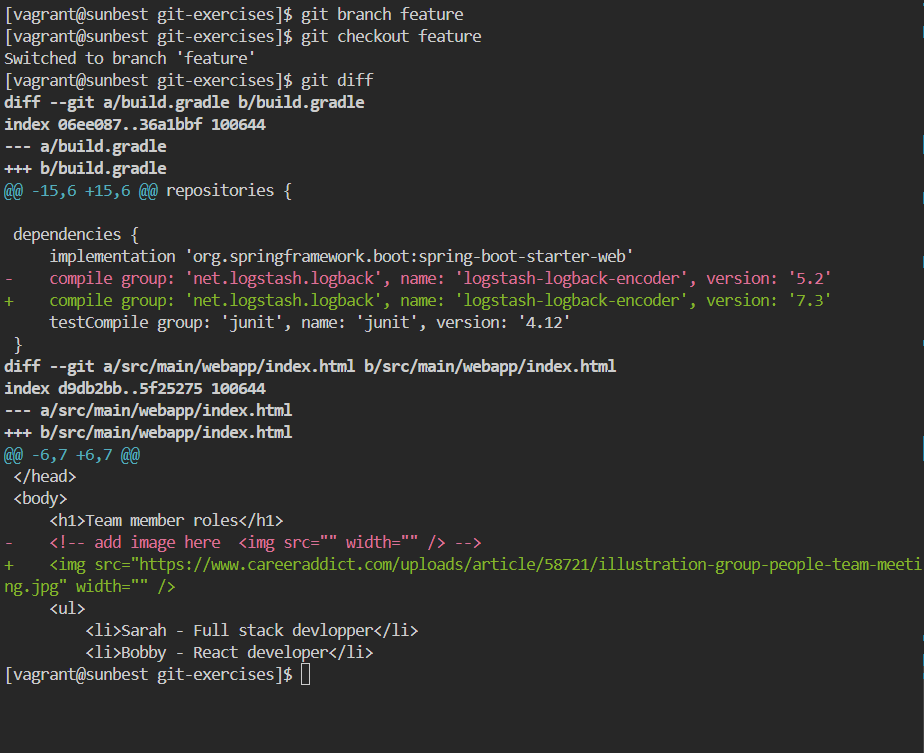 [vagrant@sunbest git-exercises]$ git branch feature
[vagrant@sunbest git-exercises]$ git checkout feature
Switched to branch 'feature'
[vagrant@sunbest git-exercises]$ git diff
diff --git a/build.gradle b/build.gradle
index 06ee087..36a1bbf 100644
--- a/build.gradle
+++ b/build.gradle
@@ -15,6 +15,6 @@ repositories {
 dependencies {
     implementation 'org.springframework.boot:spring-boot-starter-web'
-    compile group: 'net.logstash.logback', name: 'logstash-logback-encoder', version: '5.2'
+    compile group: 'net.logstash.logback', name: 'logstash-logback-encoder', version: '7.3'
     testCompile group: 'junit', name: 'junit', version: '4.12'
 }
diff --git a/src/main/webapp/index.html b/src/main/webapp/index.html
index d9db2bb..5f25275 100644
--- a/src/main/webapp/index.html
+++ b/src/main/webapp/index.html
@@ -6,7 +6,7 @@
 </head>
 <body>
     <h1>Team member roles</h1>
-    <!-- add image here  <img src="" width="" /> -->
+    <img src="https://www.careeraddict.com/uploads/article/58721/illustration-group-people-team-meeti
ng.jpg" width="" />
     <ul>
         <li>Sarah - Full stack devlopper</li>
         <li>Bobby - React developer</li>
[vagrant@sunbest git-exercises]$